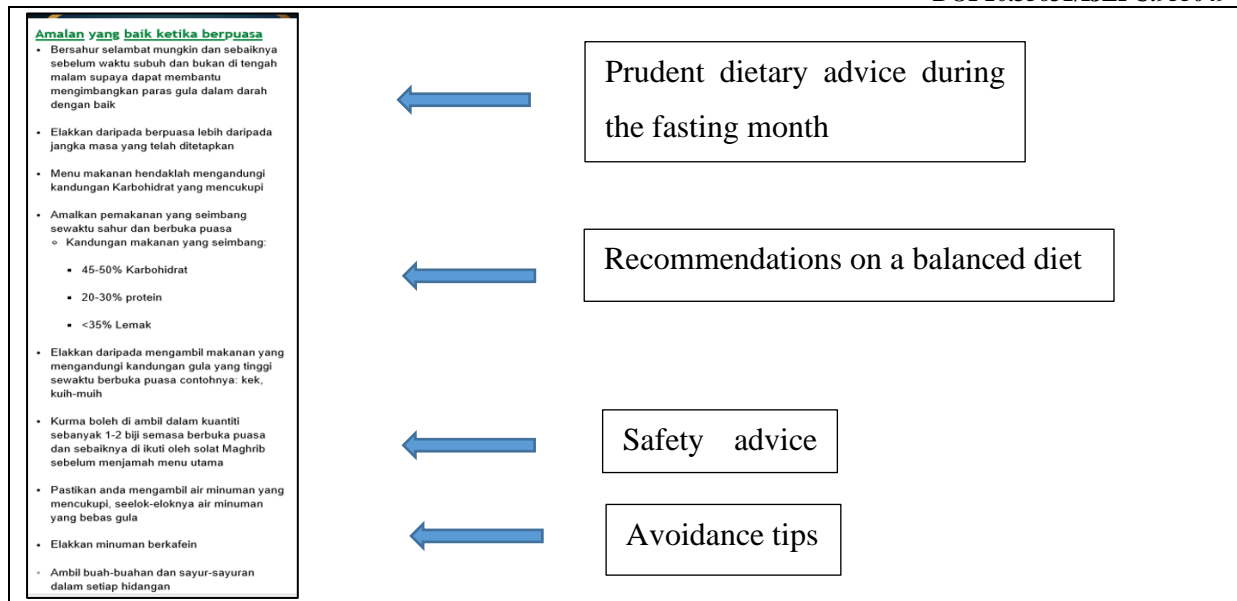 Amalan yang baik ketika berpuasa
• Bersahur selambat mungkin dan sebaiknya
sebelum waktu subuh dan bukan di tengah
malam supaya dapat membantu
mengimbangkan paras gula dalam darah
dengan baik
• Elakkan daripada berpuasa lebih daripada
jangka masa yang telah ditetapkan
• Menu makanan hendaklah mengandungi
kandungan Karbohidrat yang mencukupi
• Amalkan pemakanan yang seimbang
sewaktu sahur dan berbuka puasa
○ Kandungan makanan yang seimbang:
▪ 45-50% Karbohidrat
▪ 20-30% protein
▪ <35% Lemak
• Elakkan daripada mengambil makanan yang
mengandungi kandungan gula yang tinggi
sewaktu berbuka puasa contohnya: kek,
kuih-muih
• Kurma boleh di ambil dalam kuantiti
sebanyak 1-2 biji semasa berbuka puasa
dan sebaiknya di ikuti oleh solat Maghrib
sebelum menjamah menu utama
• Pastikan anda mengambil air minuman yang
mencukupi, seelok-eloknya air minuman
yang bebas gula
• Elakkan minuman berkafein
◦ Ambil buah-buahan dan sayur-sayuran
dalam setiap hidangan
Prudent dietary advice during
the fasting month
Recommendations on a balanced diet
Safety advice
Avoidance tips